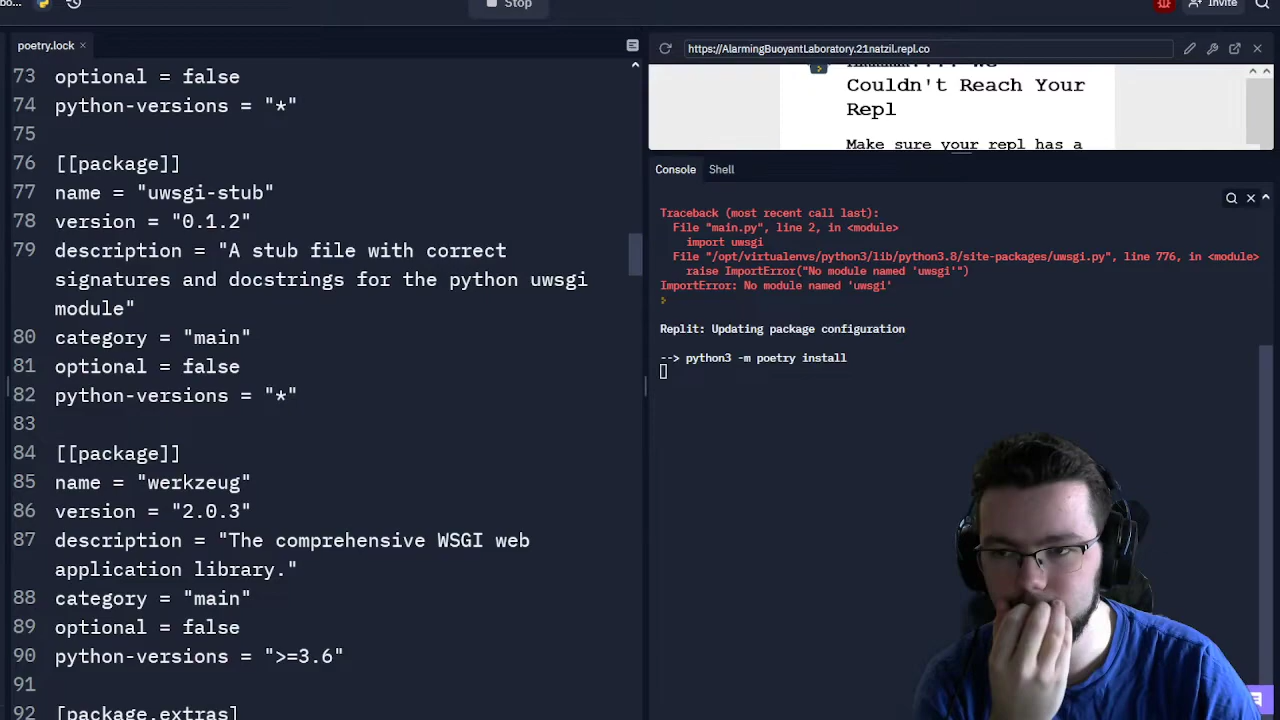 Stop
Invite
poetry.lock ×
https://AlarmingBuoyantLaboratory.21natzil.repl.co
73 optional = false
74 python-versions = "*"
75
76 [[package]]
77 name = "uwsgi-stub"
78 version = "0.1.2"
79 description = "A stub file with correct
signatures and docstrings for the python uwsgi
module"
80 category = "main"
81 optional = false
82 python-versions = "*"
83
84 [[package]]
85 name = "werkzeug"
86 version = "2.0.3"
87 description = "The comprehensive WSGI web
application library."
88 category = "main"
89 optional = false
90 python-versions = ">=3.6"
91
92 [package.extras]
Couldn't Reach Your
Repl
Make sure your repl has a
Console Shell
Traceback (most recent call last):
File "main.py", line 2, in <module>
import uwsgi
File "/opt/virtualenvs/python3/lib/python3.8/site-packages/uwsgi.py", line 776, in <module>
raise ImportError("No module named 'uwsgi'")
ImportError: No module named 'uwsgi'
Replit: Updating package configuration
--> python3 -m poetry install